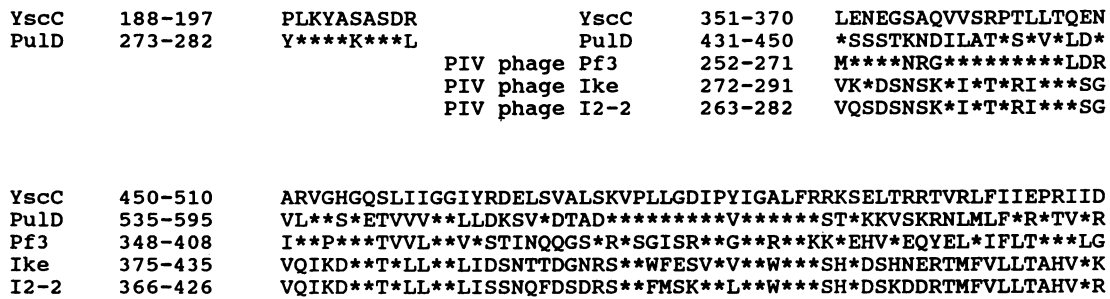 YscC 188-197 PLKYASASDR YscC 351-370 LENEGSAQVVSRPTLLTQEN
PulD 273-282 Y****K***L PulD 431-450 *SSSTKNDILAT*S*V*LD*
PIV phage Pf3 252-271 M****NRG*********LDR
PIV phage Ike 272-291 VK*DSNSK*I*T*RI***SG
PIV phage I2-2 263-282 VQSDSNSK*I*T*RI***SG
YscC 450-510 ARVGHGQSLIIGGIYRDELSVALSKVPLLGDIPYIGALFRRKSELTRRTVRLFIIEPRIID
PulD 535-595 VL**S*ETVVV**LLDKSV*DTAD*********V******ST*KKVSKRNLMLF*R*TV*R
Pf3 348-408 I**P***TVVL**V*STINQQGS*R*SGISR**G**R**KK*EHV*EQYEL*IFLT***LG
Ike 375-435 VQIKD**T*LL**LIDSNTTDGNRS**WFESV*V**W***SH*DSHNERTMFVLLTAHV*K
I2-2 366-426 VQIKD**T*LL**LISSNQFDSDRS**FMSK**L**W***SH*DSKDDRTMFVLLTAHV*R